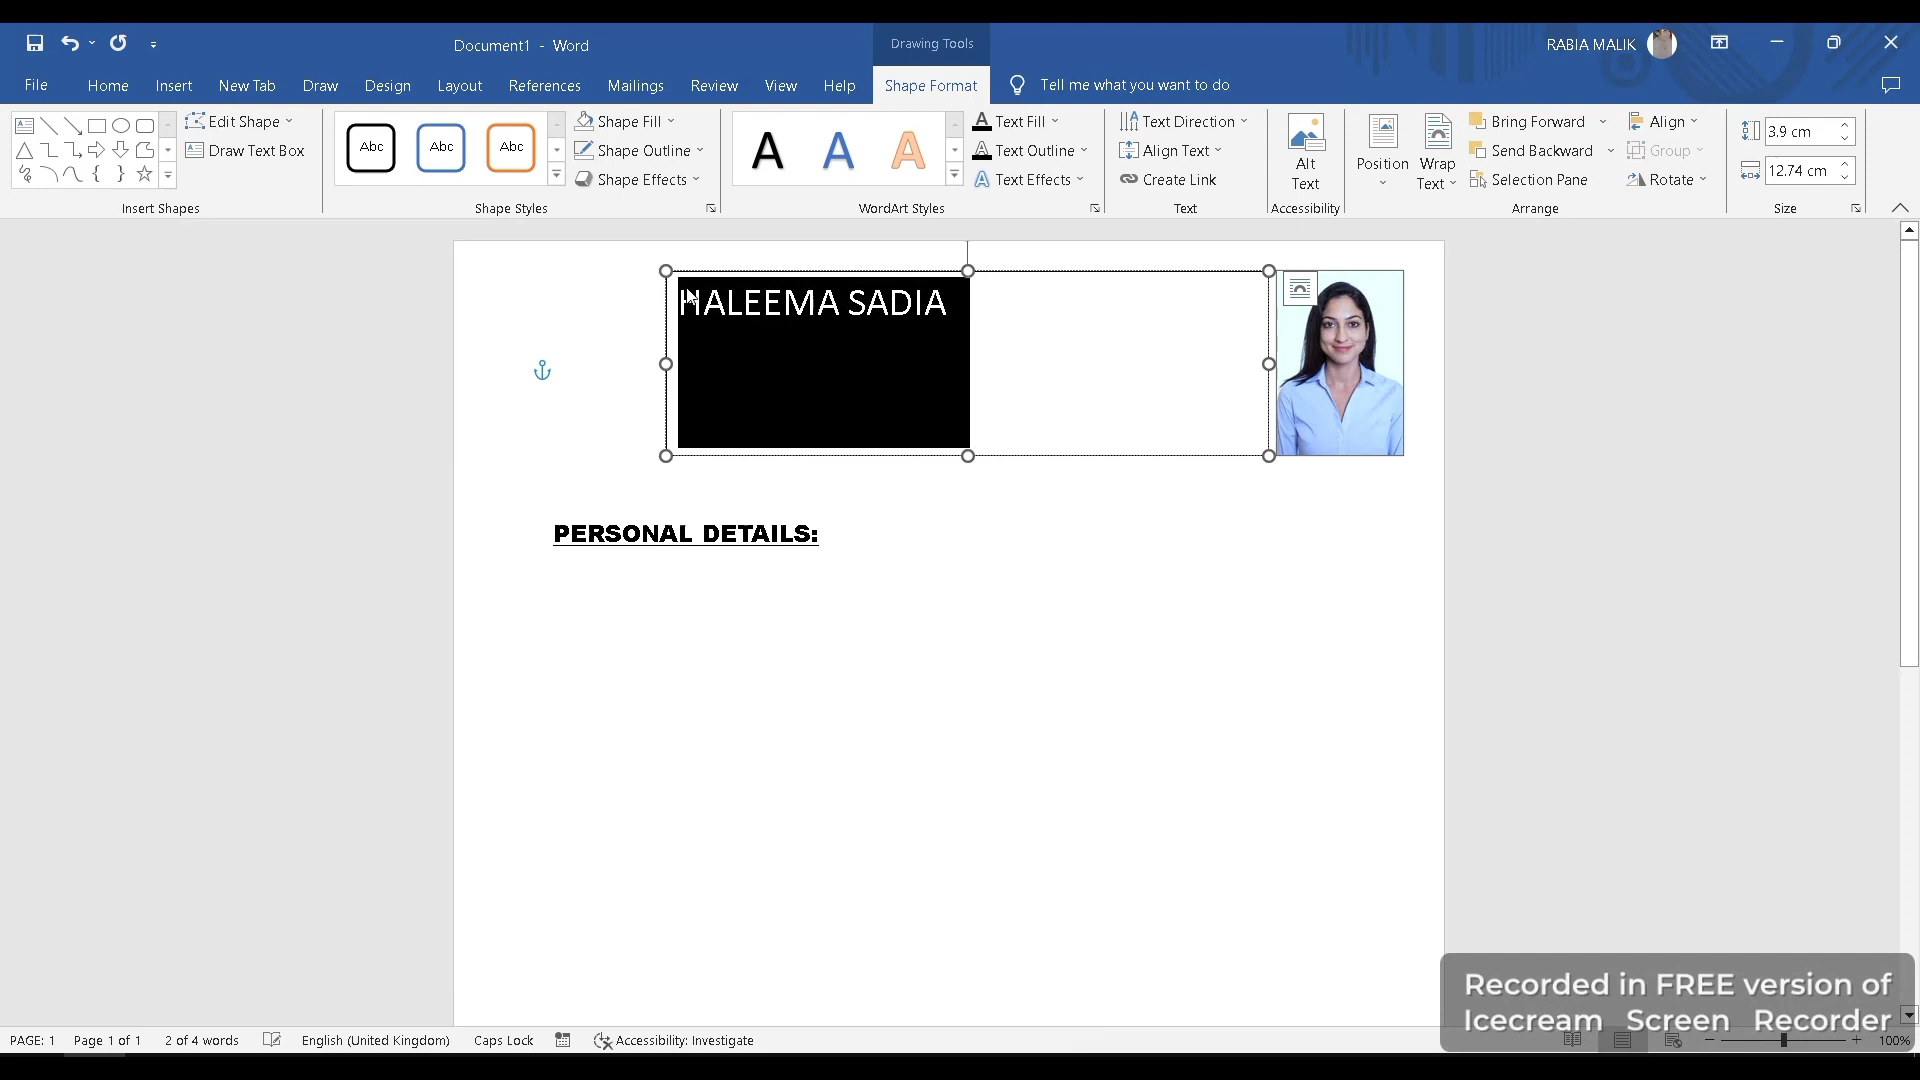 Document1 - Word
Drawing Tools
RABIA MALIK
File Home Insert New Tab Draw Design Layout References Mailings Review View Help Shape Format Tell me what you want to do
Edit Shape
Draw Text Box
Insert Shapes
Abc Abc Abc
Shape Fill
Shape Outline
Shape Effects
Shape Styles
A A A
Text Fill
Text Outline
Text Effects
WordArt Styles
Text Direction
Align Text
Create Link
Text
Alt
Text
Accessibility
Position
Wrap
Text
Bring Forward
Send Backward
Selection Pane
Align
Group
Rotate
Arrange
3.9 cm
12.74 cm
Size
HALEEMA SADIA
PERSONAL DETAILS:
Recorded in FREE version of
Icecream Screen Recorder
PAGE: 1 Page 1 of 1 2 of 4 words English (United Kingdom) Caps Lock Accessibility: Investigate 100%